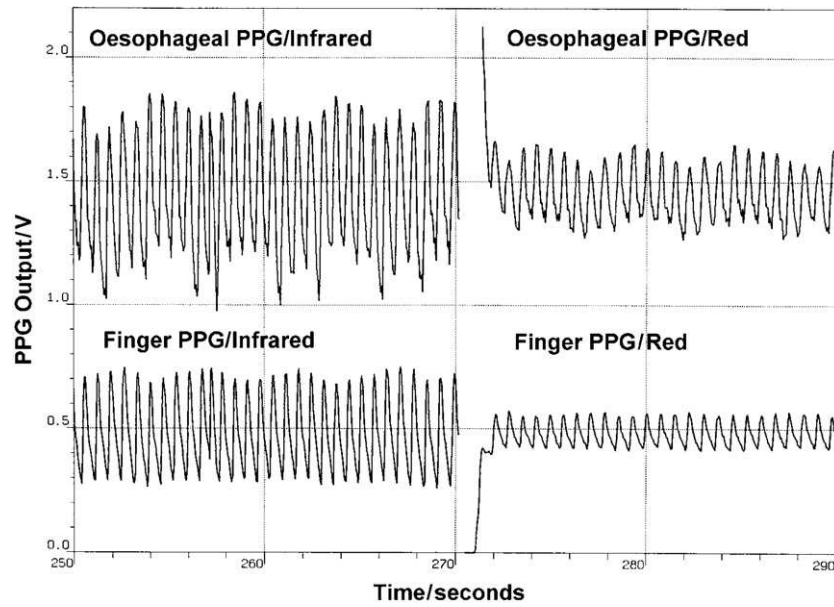 Oesophageal PPG/Infrared Oesophageal PPG/Red
2.0
1.5
PPG Output/V
1.0
Finger PPG/Infrared Finger PPG/Red
0.5
0.0
250 260 270 280 290
Time/seconds